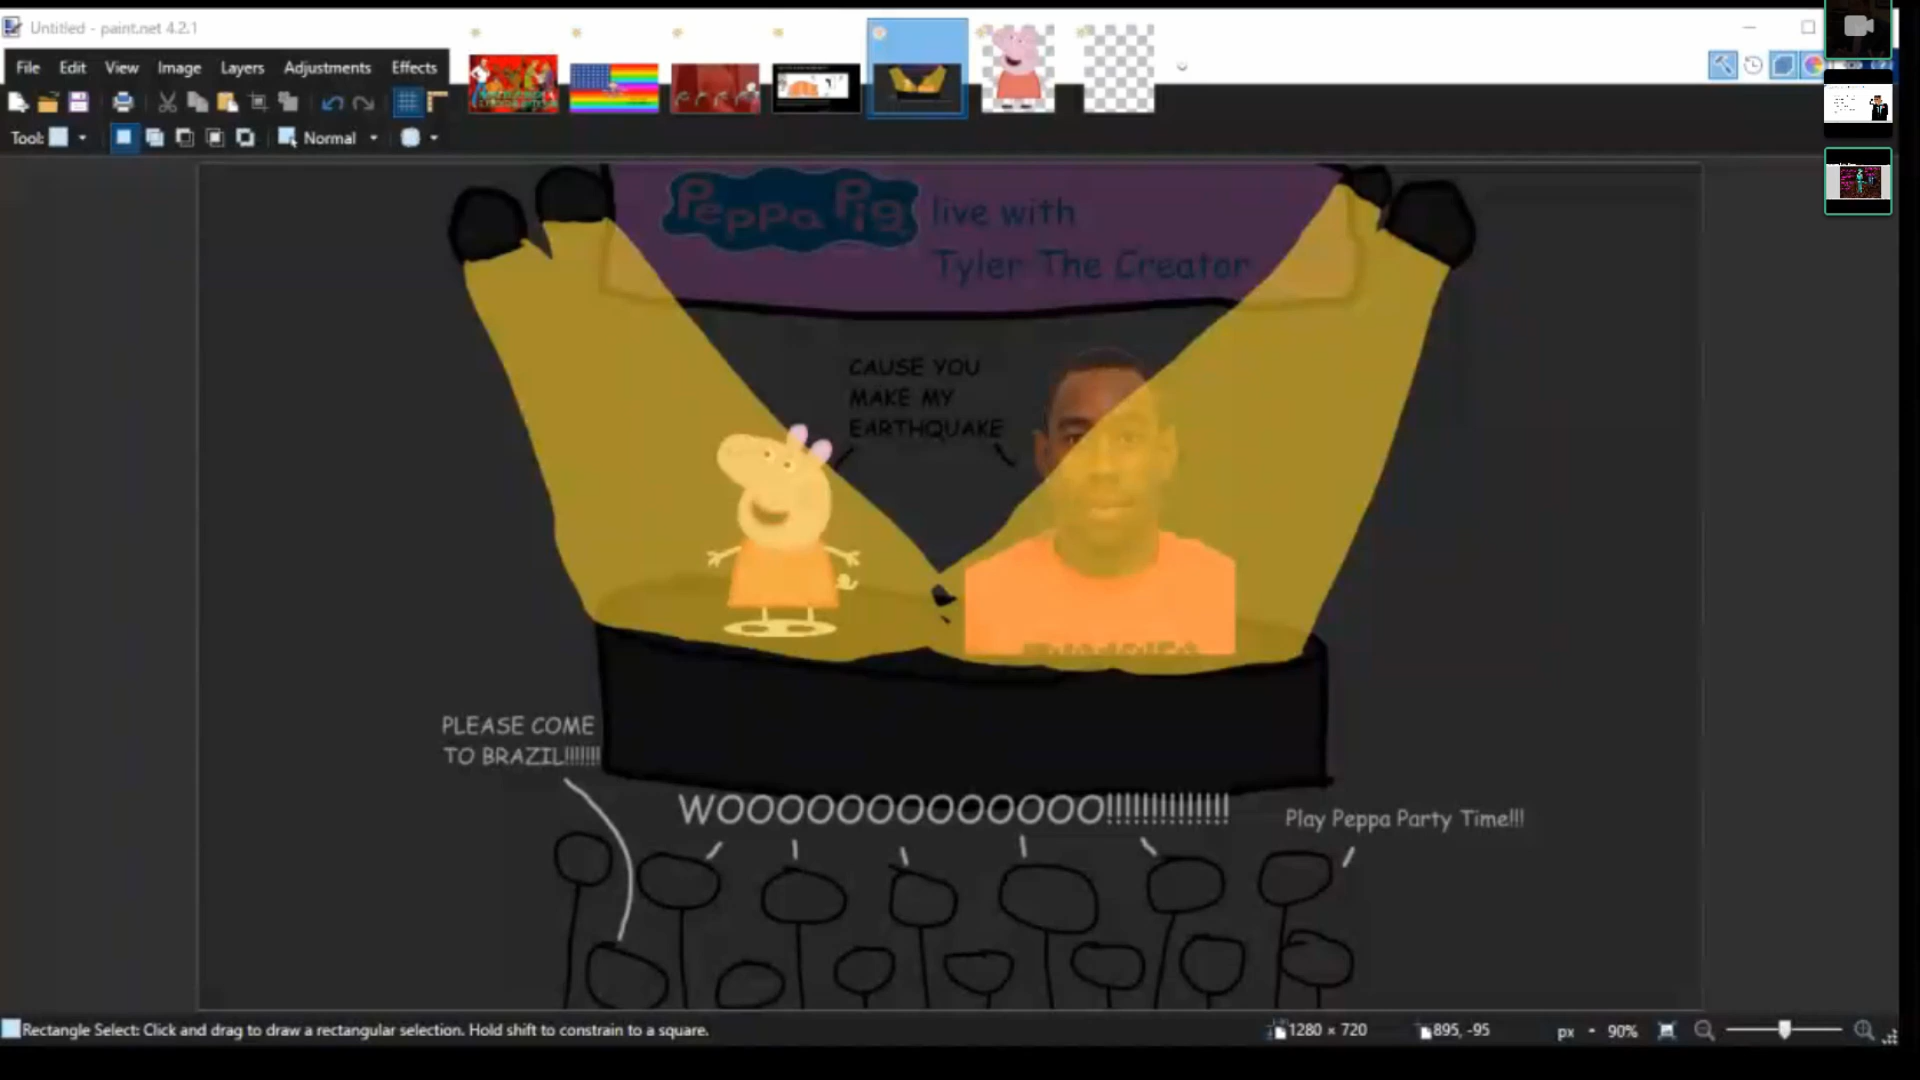 Untitled - paint.net 4.2.1
File Edit View Image Layers Adjustments Effects
Tool:
Normal
Peppa Pig live with
Tyler The Creator
CAUSE YOU
MAKE MY
EARTHQUAKE
PLEASE COME
TO BRAZIL!!!!!!!
WOOOOOOOOOOOOO!!!!!!!!!!!!!!!
Play Peppa Party Time!!!
Rectangle Select: Click and drag to draw a rectangular selection. Hold shift to constrain to a square.
1280 × 720
895, -95
px
90%